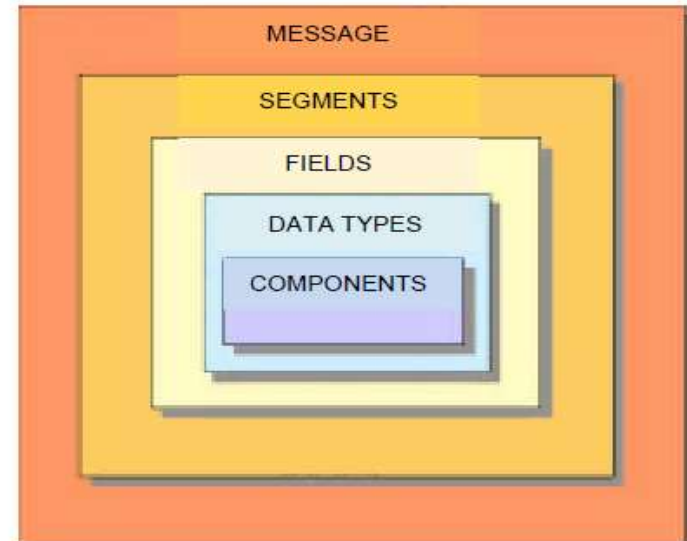 MESSAGE
SEGMENTS
FIELDS
DATA TYPES
COMPONENTS